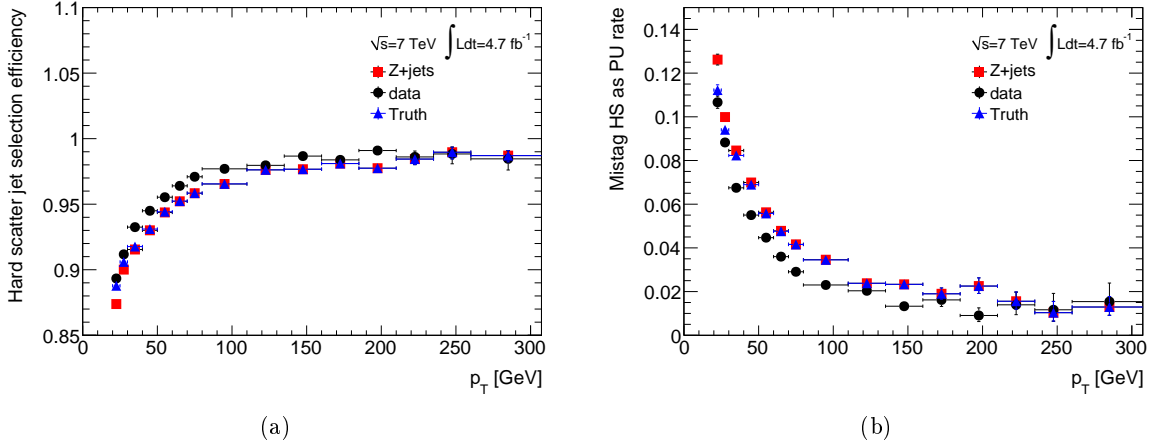 Hard scatter jet selection efficiency
1.1
1.05
1
0.95
0.9
0.85
√s=7 TeV ∫Ldt=4.7 fb⁻¹
Z+jets
data
Truth
0 50 100 150 200 250 300
p_T [GeV]
(a)
Mistag HS as PU rate
0.14
0.12
0.1
0.08
0.06
0.04
0.02
0
√s=7 TeV ∫Ldt=4.7 fb⁻¹
Z+jets
data
Truth
0 50 100 150 200 250 300
p_T [GeV]
(b)